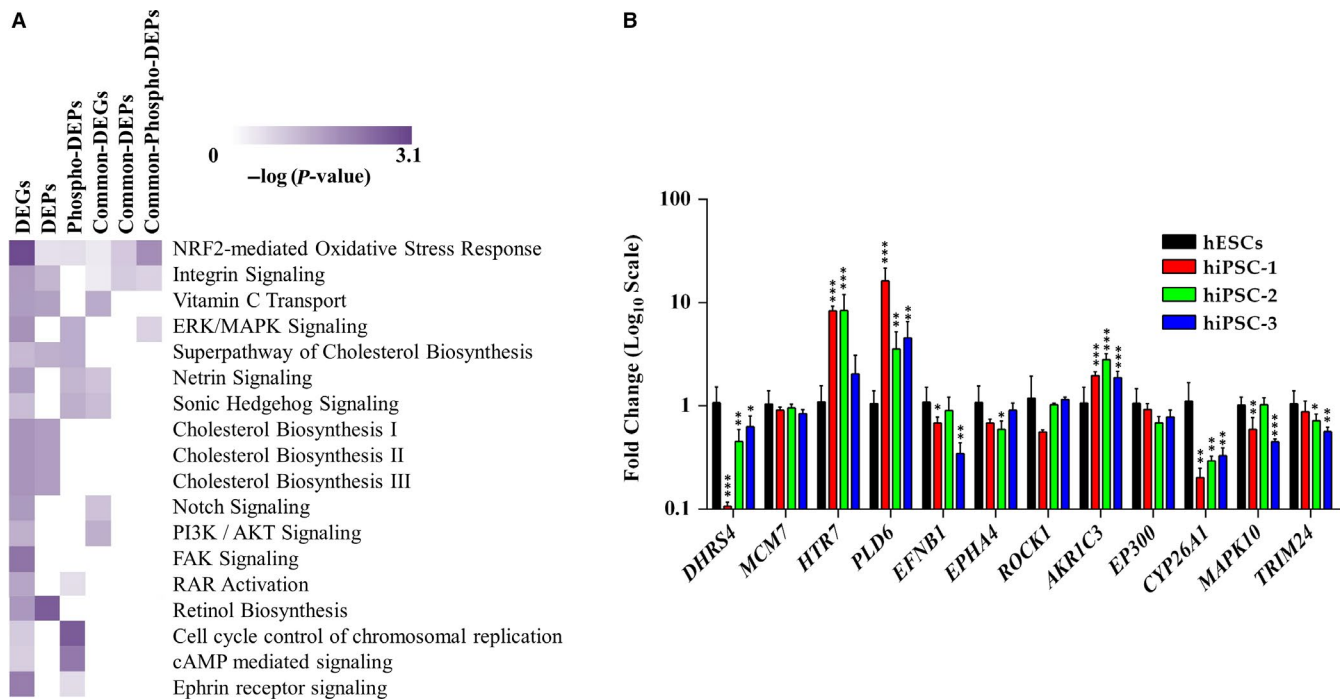 A
DEGs
DEPs
Phospho-DEPs
Common-DEGs
Common-DEPs
Common-Phospho-DEPs
0
3.1
–log (P-value)
NRF2-mediated Oxidative Stress Response
Integrin Signaling
Vitamin C Transport
ERK/MAPK Signaling
Superpathway of Cholesterol Biosynthesis
Netrin Signaling
Sonic Hedgehog Signaling
Cholesterol Biosynthesis I
Cholesterol Biosynthesis II
Cholesterol Biosynthesis III
Notch Signaling
PI3K / AKT Signaling
FAK Signaling
RAR Activation
Retinol Biosynthesis
Cell cycle control of chromosomal replication
cAMP mediated signaling
Ephrin receptor signaling
B
Fold Change (Log10 Scale)
100
10
1
0.1
hESCs
hiPSC-1
hiPSC-2
hiPSC-3
***
**
*
***
***
***
**
**
*
***
*
***
***
***
**
**
**
**
***
*
**
DHRS4
MCM7
HTR7
PLD6
EFNB1
EPHA4
ROCK1
AKR1C3
EP300
CYP26A1
MAPK10
TRIM24